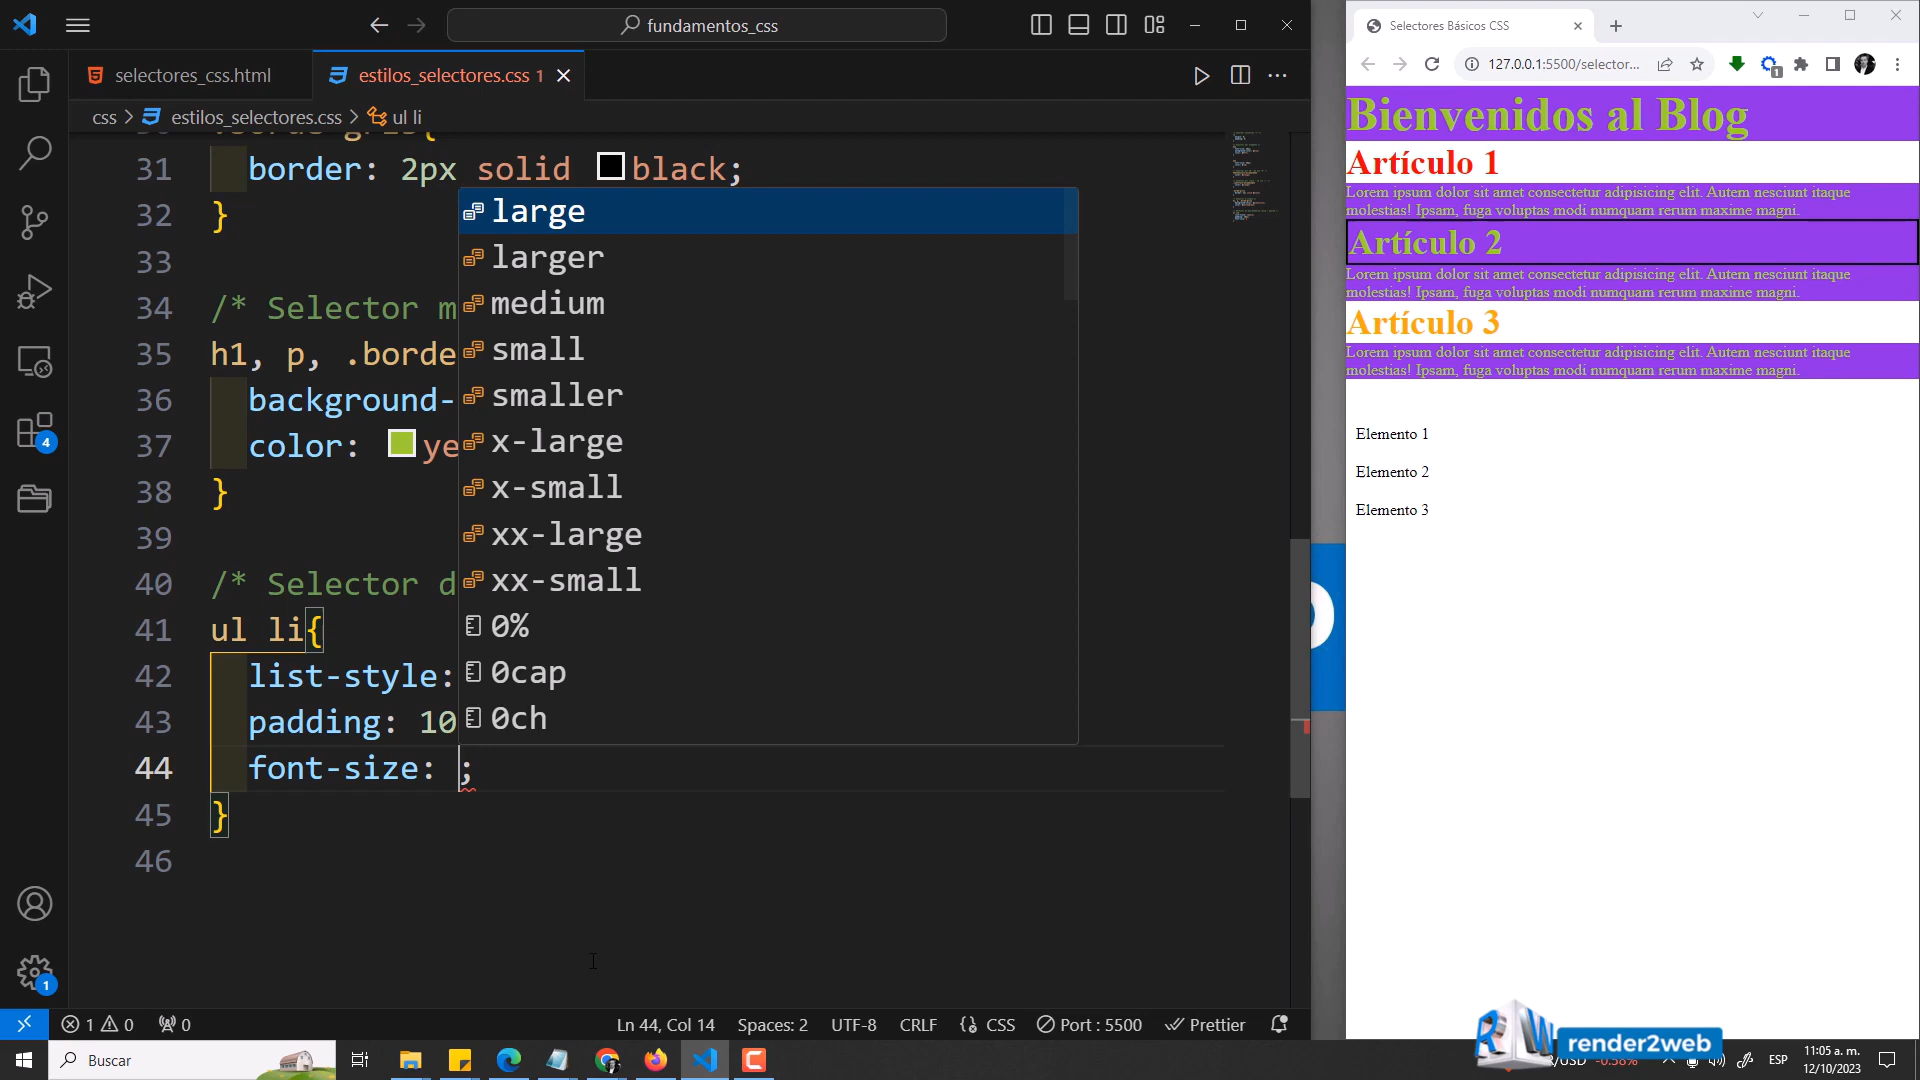 fundamentos_css
Selectores Básicos CSS
selectores_css.html
estilos_selectores.css 1
127.0.0.1:5500/selector...
1
css > estilos_selectores.css > ul li
31 border: 2px solid black;
32 }
33
34 /* Selector m
35 h1, p, .borde
36 background-
37 color: ye
38 }
39
40 /* Selector d
41 ul li{
42 list-style:
43 padding: 10
44 font-size: ;
45 }
46
large
larger
medium
small
smaller
x-large
x-small
xx-large
xx-small
0%
0cap
0ch
4
1
Bienvenidos al Blog
Artículo 1
Lorem ipsum dolor sit amet consectetur adipisicing elit. Autem nesciunt itaque
molestias! Ipsam, fuga voluptas modi numquam rerum maxime magni.
Artículo 2
Lorem ipsum dolor sit amet consectetur adipisicing elit. Autem nesciunt itaque
molestias! Ipsam, fuga voluptas modi numquam rerum maxime magni.
Artículo 3
Lorem ipsum dolor sit amet consectetur adipisicing elit. Autem nesciunt itaque
molestias! Ipsam, fuga voluptas modi numquam rerum maxime magni.
Elemento 1
Elemento 2
Elemento 3
1 0 0 Ln 44, Col 14 Spaces: 2 UTF-8 CRLF CSS Port : 5500 Prettier
render2web
Buscar
/USD -0.58% ESP
11:05 a. m.
12/10/2023